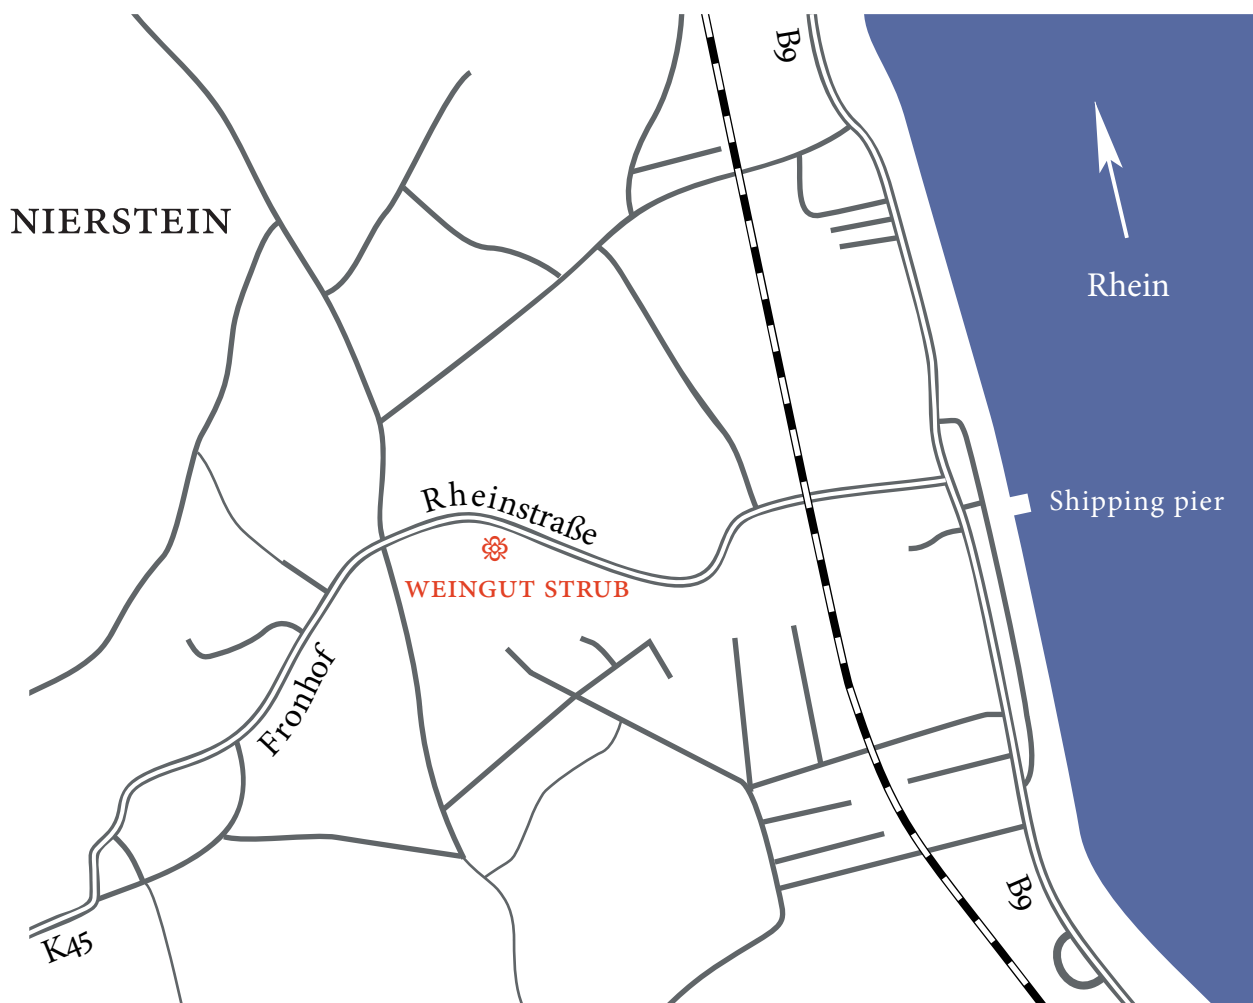 B9
NIERSTEIN
Rhein
Rheinstraße
Shipping pier
WEINGUT STRUB
Fronhof
B9
K45